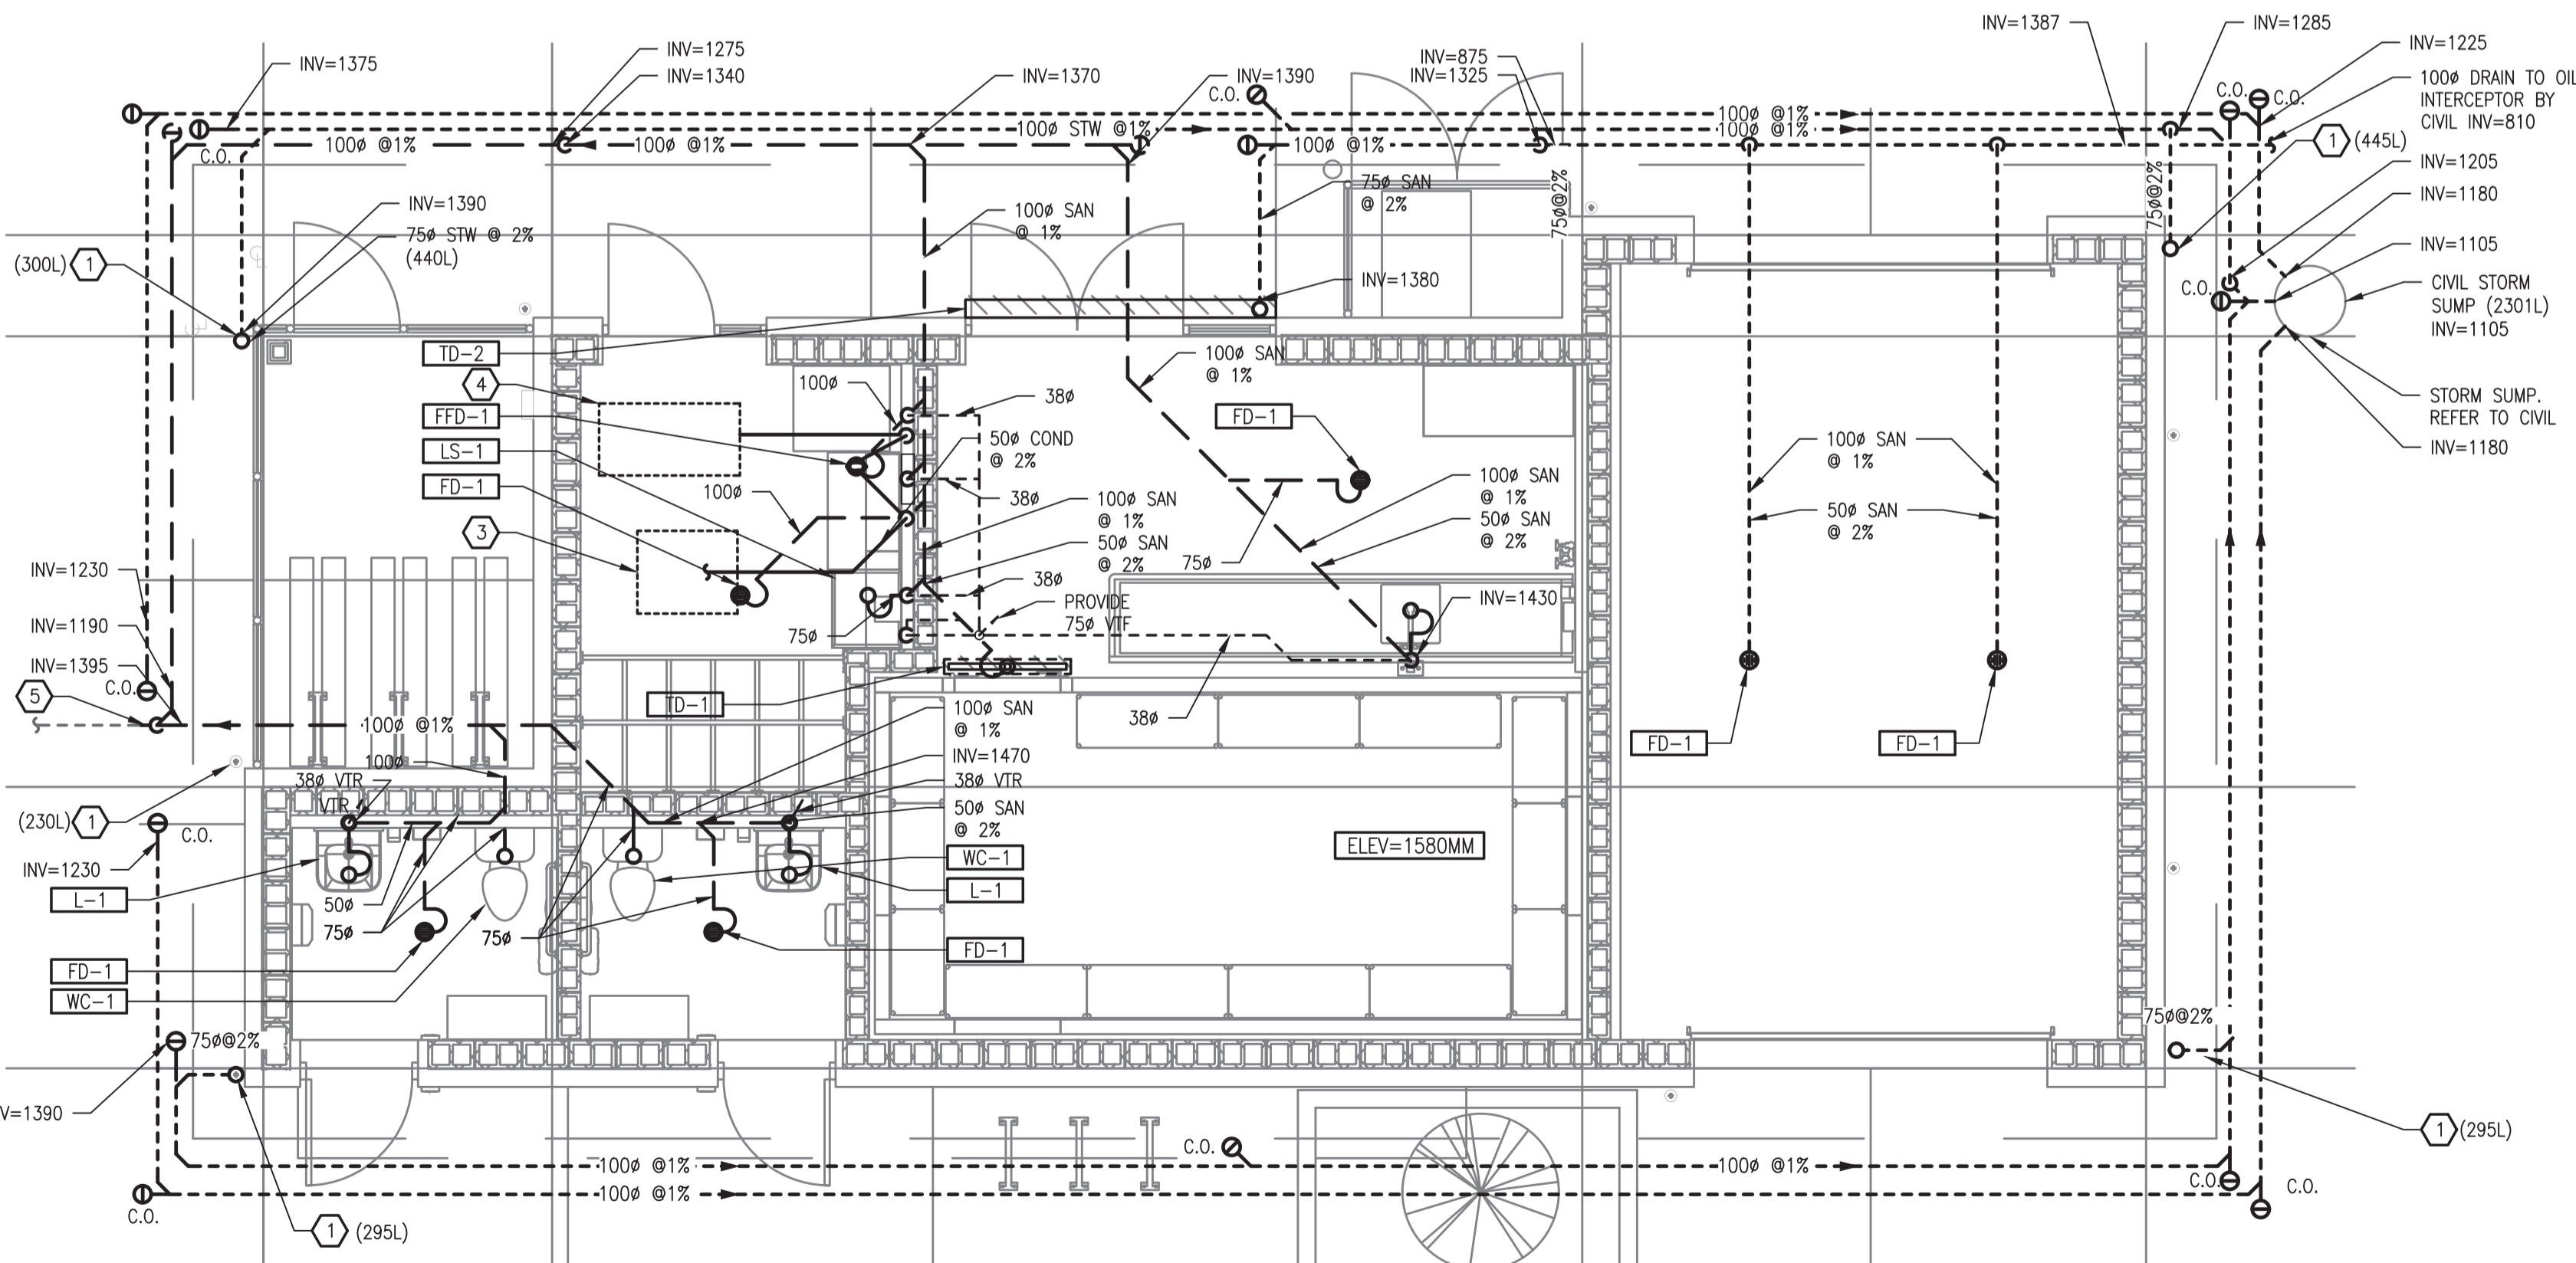 INV=1375
INV=1275
INV=1340
INV=1370
INV=1390
C.O.
INV=875
INV=1325
INV=1387
INV=1285
INV=1225
100ø DRAIN TO OIL
INTERCEPTOR BY
CIVIL INV=810
C.O.
C.O.
100ø STW @1%
100ø @1%
100ø @1%
C.O.
100ø @1%
100ø @1%
100ø @1%
1 (445L)
INV=1205
INV=1180
INV=1105
C.O.
CIVIL STORM
SUMP (2301L)
INV=1105
STORM SUMP.
REFER TO CIVIL
INV=1180
75ø@2%
75ø@2%
75ø SAN
@ 2%
100ø SAN
@ 1%
INV=1390
75ø STW @ 2%
(440L)
(300L) 1
INV=1380
TD-2
4
FFD-1
LS-1
FD-1
3
100ø
100ø
38ø
50ø COND
@ 2%
38ø
100ø SAN
@ 1%
50ø SAN
@ 2%
38ø
PROVIDE
75ø VTF
75ø
100ø SAN
@ 1%
FD-1
75ø
100ø SAN
@ 1%
50ø SAN
@ 2%
INV=1430
38ø
100ø SAN
@ 1%
50ø SAN
@ 2%
FD-1
FD-1
INV=1230
INV=1190
INV=1395
C.O.
5
100ø @1%
TD-1
100ø SAN
@ 1%
INV=1470
38ø VTR
50ø SAN
@ 2%
WC-1
L-1
FD-1
100ø
38ø VTR
VTR
(230L) 1
C.O.
INV=1230
L-1
50ø
75ø
75ø
FD-1
WC-1
ELEV=1580MM
75ø@2%
V=1390
75ø@2%
1 (295L)
C.O.
100ø @1%
100ø @1%
C.O.
100ø @1%
C.O.
C.O.
1 (295L)